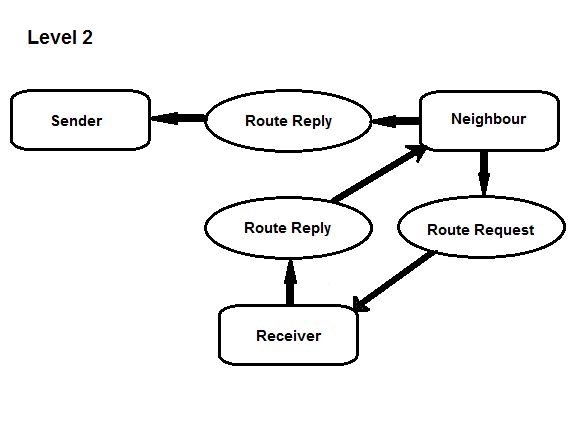 Level 2
Sender
Route Reply
Neighbour
Route Reply
Route Request
Receiver